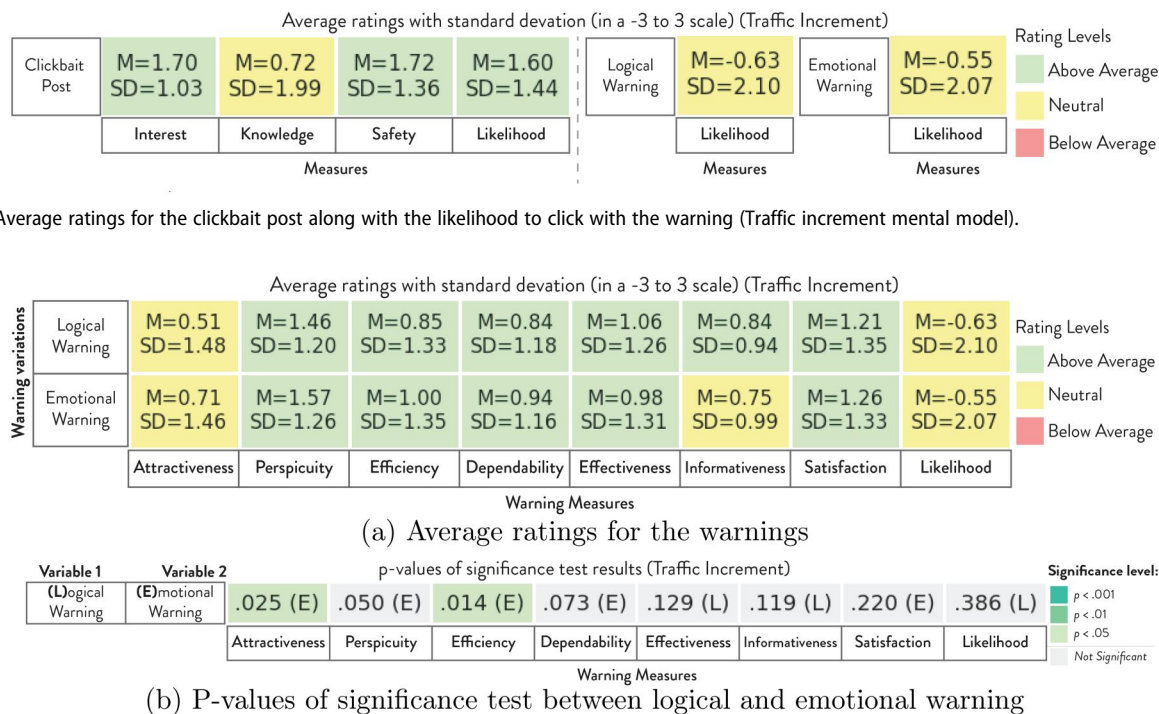 Average ratings with standard devation (in a -3 to 3 scale) (Traffic Increment)
Clickbait Post
M=1.70 SD=1.03
M=0.72 SD=1.99
M=1.72 SD=1.36
M=1.60 SD=1.44
Interest Knowledge Safety Likelihood
Measures
Logical Warning
M=-0.63 SD=2.10
Likelihood
Measures
Emotional Warning
M=-0.55 SD=2.07
Likelihood
Measures
Rating Levels
Above Average
Neutral
Below Average
Average ratings for the clickbait post along with the likelihood to click with the warning (Traffic increment mental model).
Average ratings with standard devation (in a -3 to 3 scale) (Traffic Increment)
Warning variations
Logical Warning
M=0.51 M=1.46 M=0.85 M=0.84 M=1.06 M=0.84 M=1.21 M=-0.63
SD=1.48 SD=1.20 SD=1.33 SD=1.18 SD=1.26 SD=0.94 SD=1.35 SD=2.10
Emotional Warning
M=0.71 M=1.57 M=1.00 M=0.94 M=0.98 M=0.75 M=1.26 M=-0.55
SD=1.46 SD=1.26 SD=1.35 SD=1.16 SD=1.31 SD=0.99 SD=1.33 SD=2.07
Attractiveness Perspicuity Efficiency Dependability Effectiveness Informativeness Satisfaction Likelihood
Warning Measures
Rating Levels
Above Average
Neutral
Below Average
(a) Average ratings for the warnings
Variable 1 Variable 2 p-values of significance test results (Traffic Increment)
(L)ogical Warning
(E)motional Warning
.025 (E) .050 (E) .014 (E) .073 (E) .129 (L) .119 (L) .220 (E) .386 (L)
Attractiveness Perspicuity Efficiency Dependability Effectiveness Informativeness Satisfaction Likelihood
Warning Measures
Significance level:
p < .001
p < .01
p < .05
Not Significant
(b) P-values of significance test between logical and emotional warning